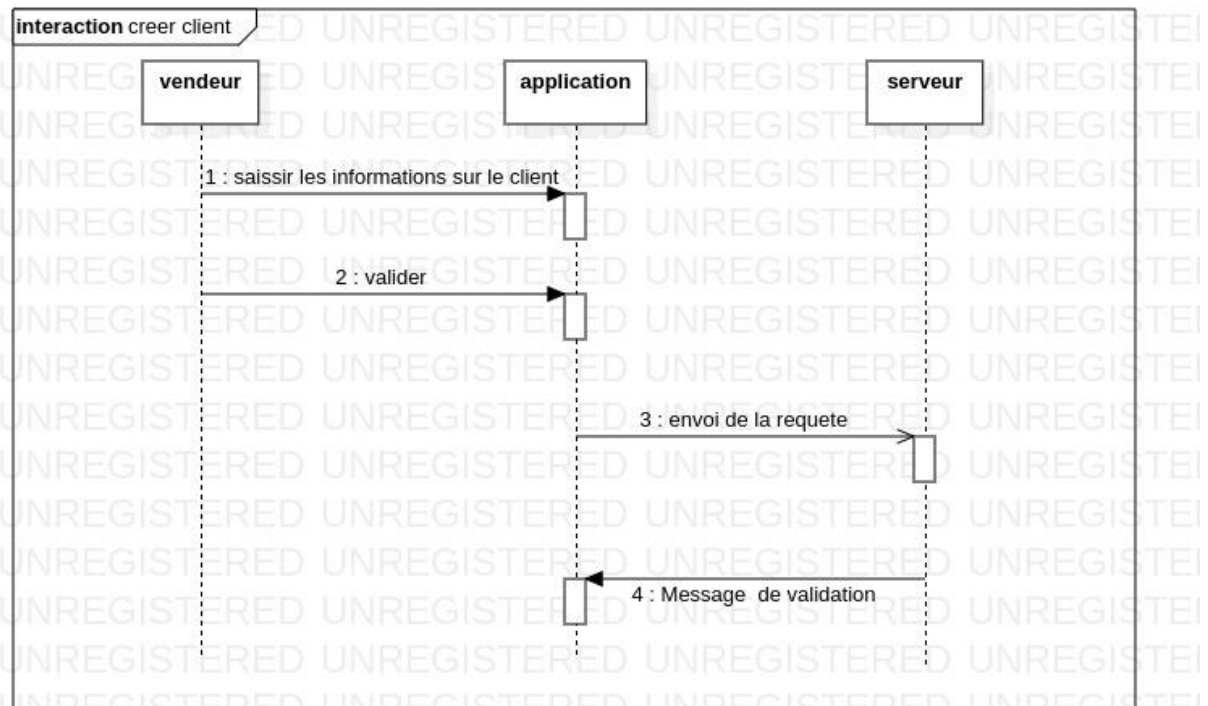 interaction creer client
vendeur
application
serveur
1 : saissir les informations sur le client
2 : valider
3 : envoi de la requete
4 : Message de validation
UNREGISTERED